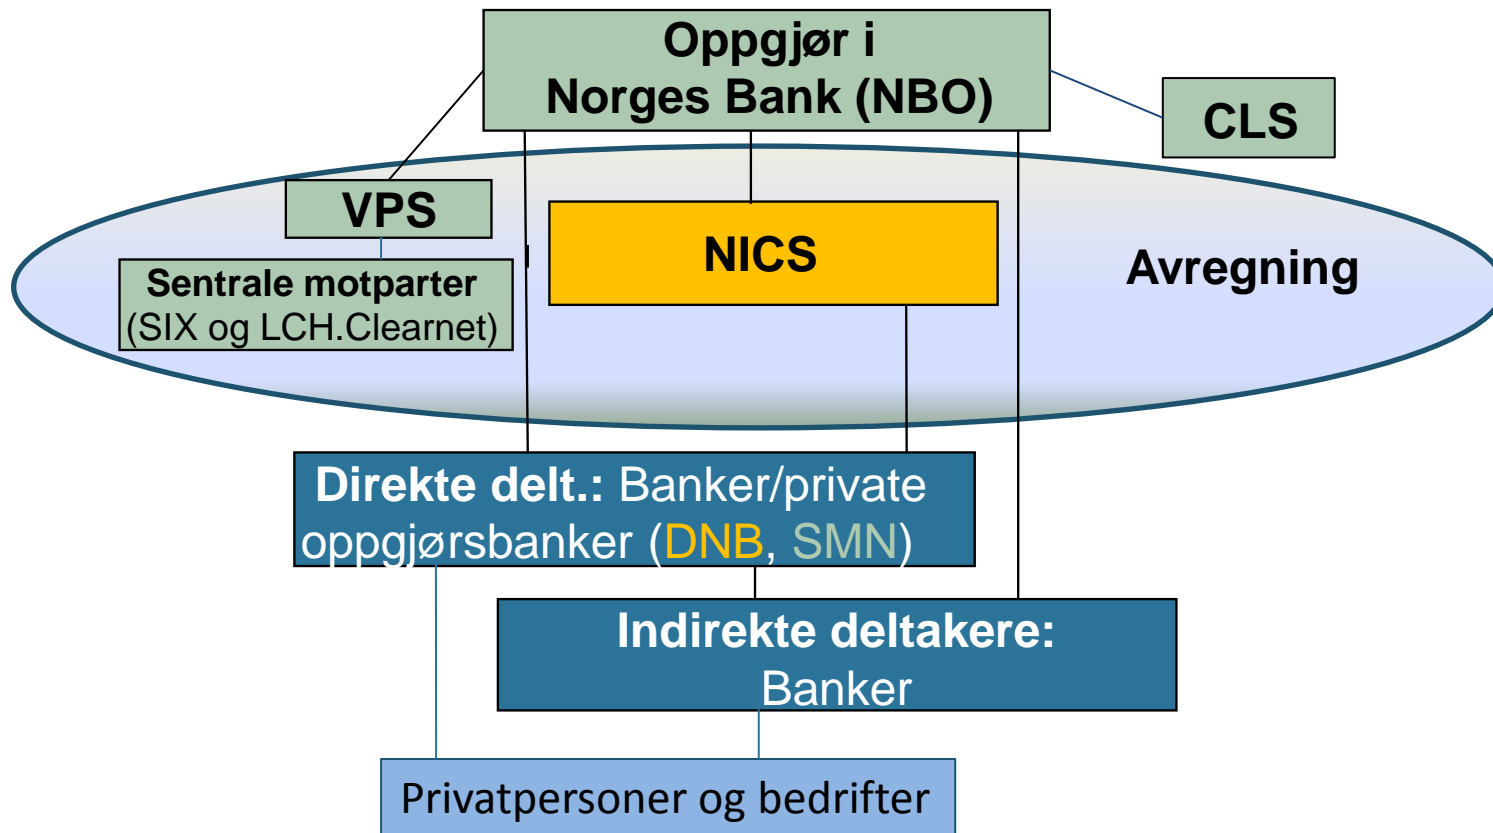 Oppgjør i
Norges Bank (NBO)
CLS
VPS
NICS
Avregning
Sentrale motparter
(SIX og LCH.Clearnet)
Direkte delt.: Banker/private
oppgjørsbanker (DNB, SMN)
Indirekte deltakere:
Banker
Privatpersoner og bedrifter